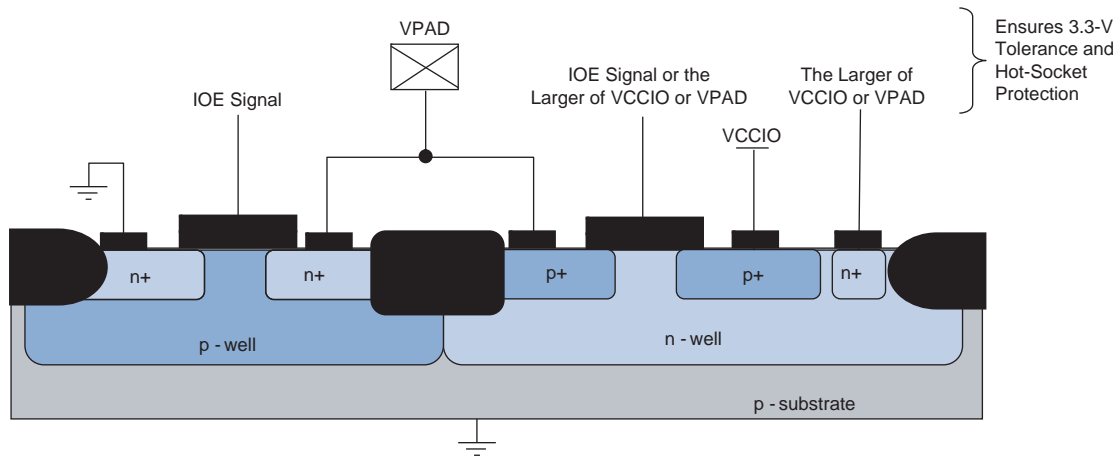 VPAD
IOE Signal
IOE Signal or the
Larger of VCCIO or VPAD
The Larger of
VCCIO or VPAD
Ensures 3.3-V
Tolerance and
Hot-Socket
Protection
VCCIO
n+
n+
p+
p+
n+
p - well
n - well
p - substrate